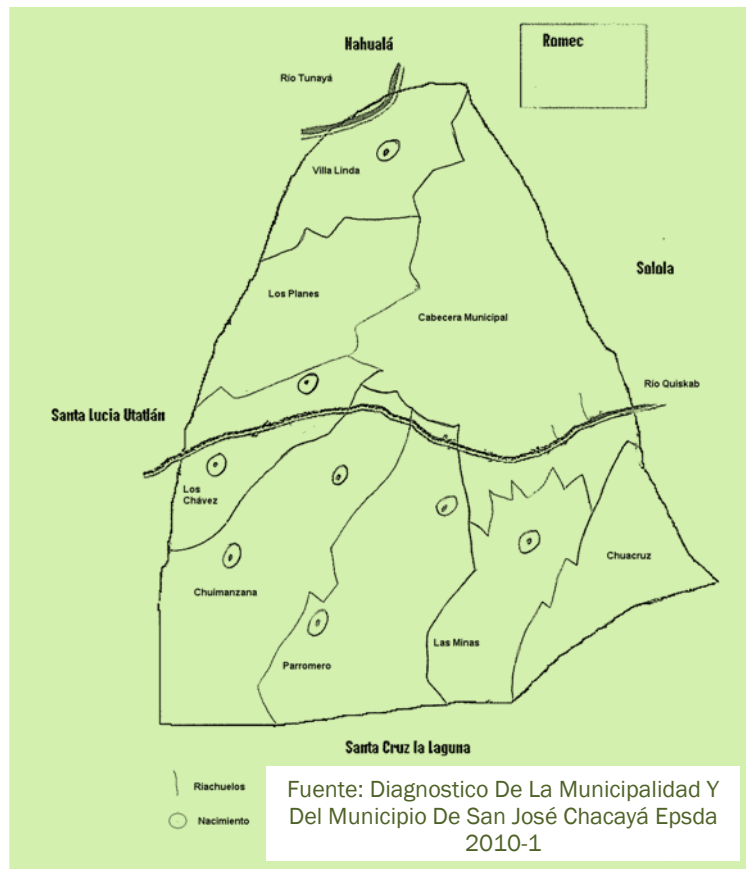 Nahualá
Romec
Río Tunayá
Villa Linda
Solola
Los Planes
Cabecera Municipal
Río Quiskab
Santa Lucia Utatlán
Los
Chávez
Chuacruz
Chuimanzana
Las Minas
Parromero
Santa Cruz la Laguna
Riachuelos
Nacimiento
Fuente: Diagnostico De La Municipalidad Y
Del Municipio De San José Chacayá Epsda
2010-1